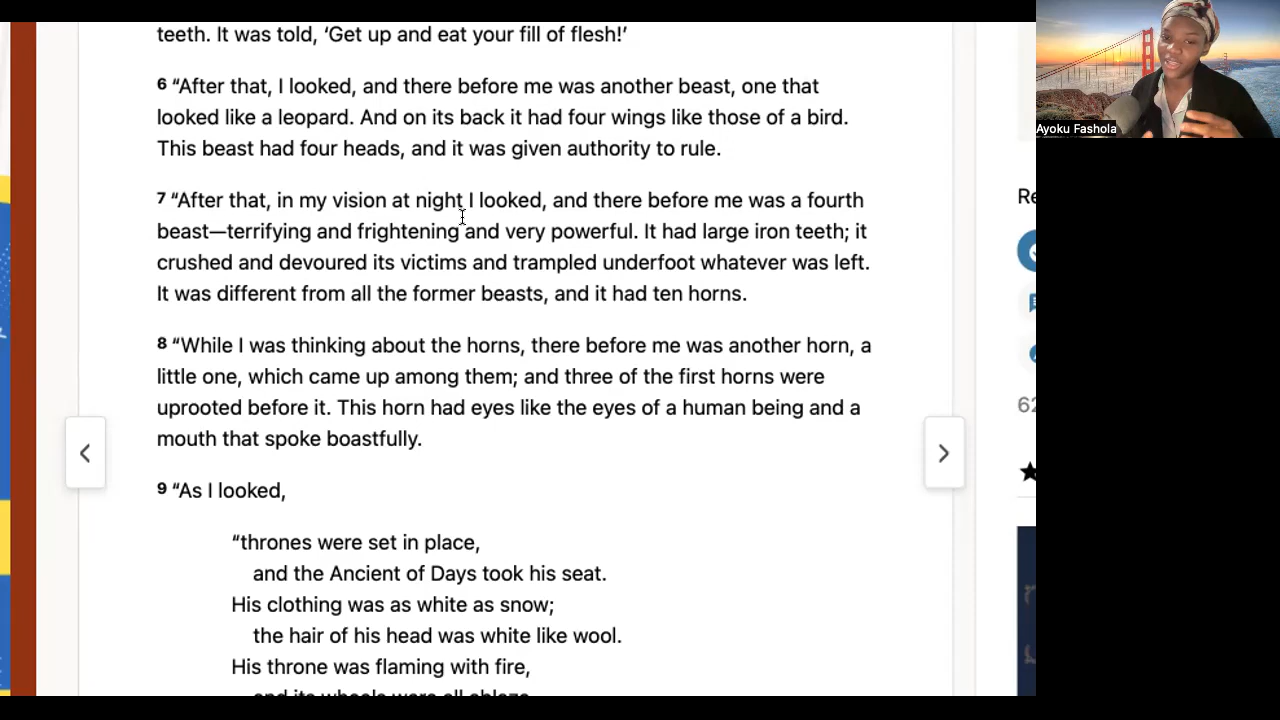 teeth. It was told, ‘Get up and eat your fill of flesh!’
6 “After that, I looked, and there before me was another beast, one that
looked like a leopard. And on its back it had four wings like those of a bird.
This beast had four heads, and it was given authority to rule.
7 “After that, in my vision at night I looked, and there before me was a fourth
beast—terrifying and frightening and very powerful. It had large iron teeth; it
crushed and devoured its victims and trampled underfoot whatever was left.
It was different from all the former beasts, and it had ten horns.
8 “While I was thinking about the horns, there before me was another horn, a
little one, which came up among them; and three of the first horns were
uprooted before it. This horn had eyes like the eyes of a human being and a
mouth that spoke boastfully.
9 “As I looked,
“thrones were set in place,
and the Ancient of Days took his seat.
His clothing was as white as snow;
the hair of his head was white like wool.
His throne was flaming with fire,
and its wheels were all ablaze
Ayoku Fashola
Re
62